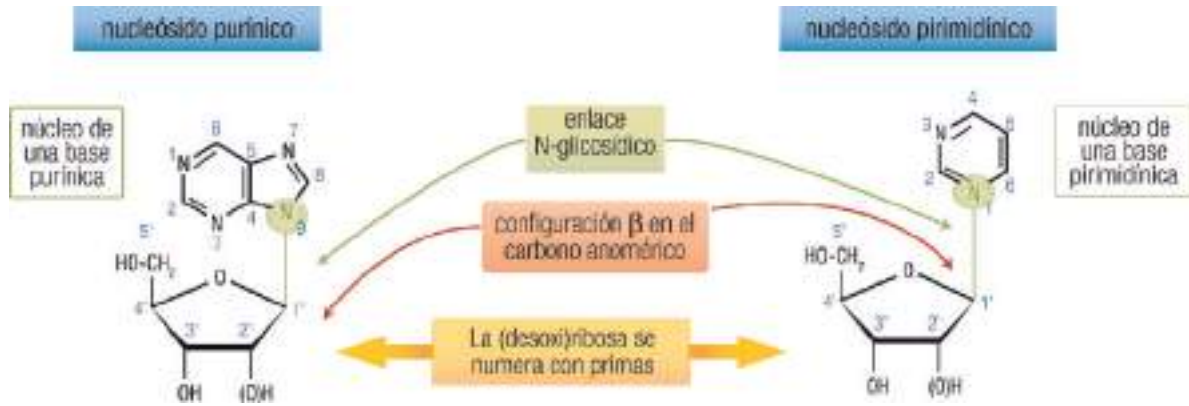 nucleósido purínico
nucleósido pirimidínico
núcleo de
una base
purínica
6
7
1
N
5
N
8
2
N
4
N
9
3
5'
HO-CH2
O
4'
1'
3'
2'
OH
(O)H
enlace
N-glicosídico
configuración β en el
carbono anomérico
La (desoxi)ribosa se
numera con primas
4
3
N
5
2
N
6
1
núcleo de
una base
pirimidínica
5'
HO-CH2
O
4'
1'
3'
2'
OH
(O)H